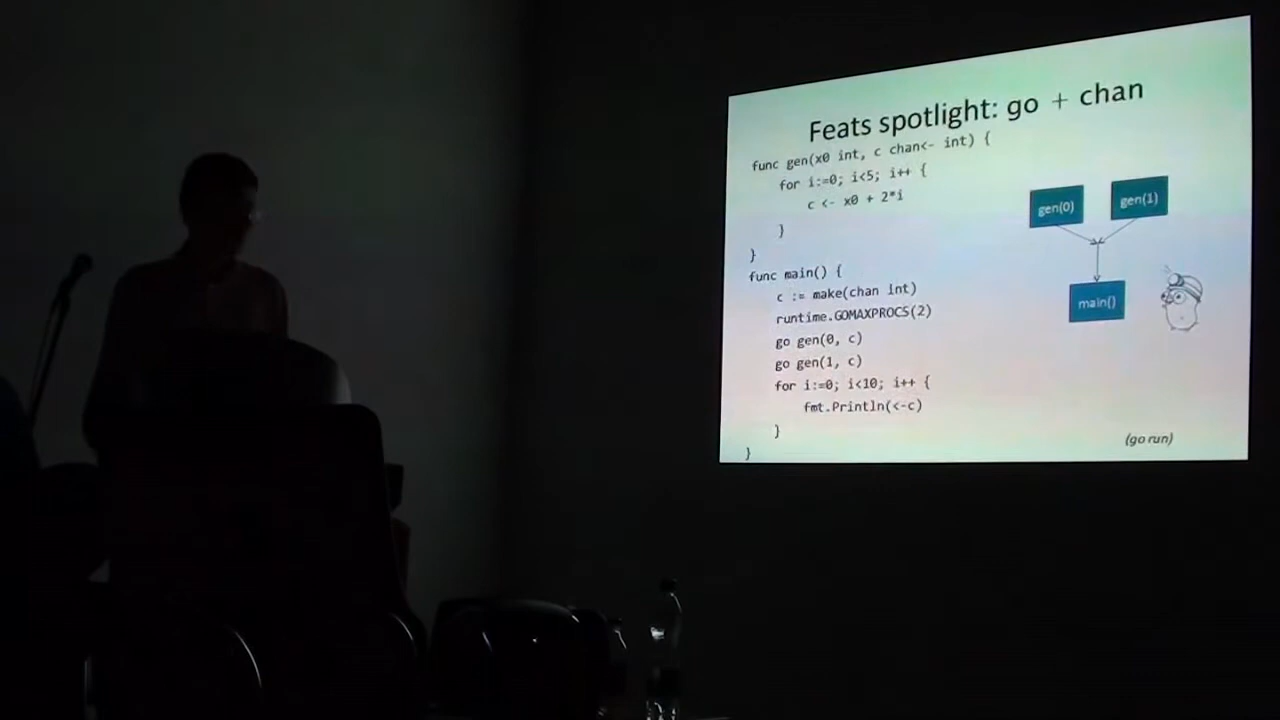 Feats spotlight: go + chan
func gen(x0 int, c chan<- int) {
for i:=0; i<5; i++ {
c <- x0 + 2*i
}
}
func main() {
c := make(chan int)
runtime.GOMAXPROCS(2)
go gen(0, c)
go gen(1, c)
for i:=0; i<10; i++ {
fmt.Println(<-c)
}
}
gen(0)
gen(1)
main()
(go run)